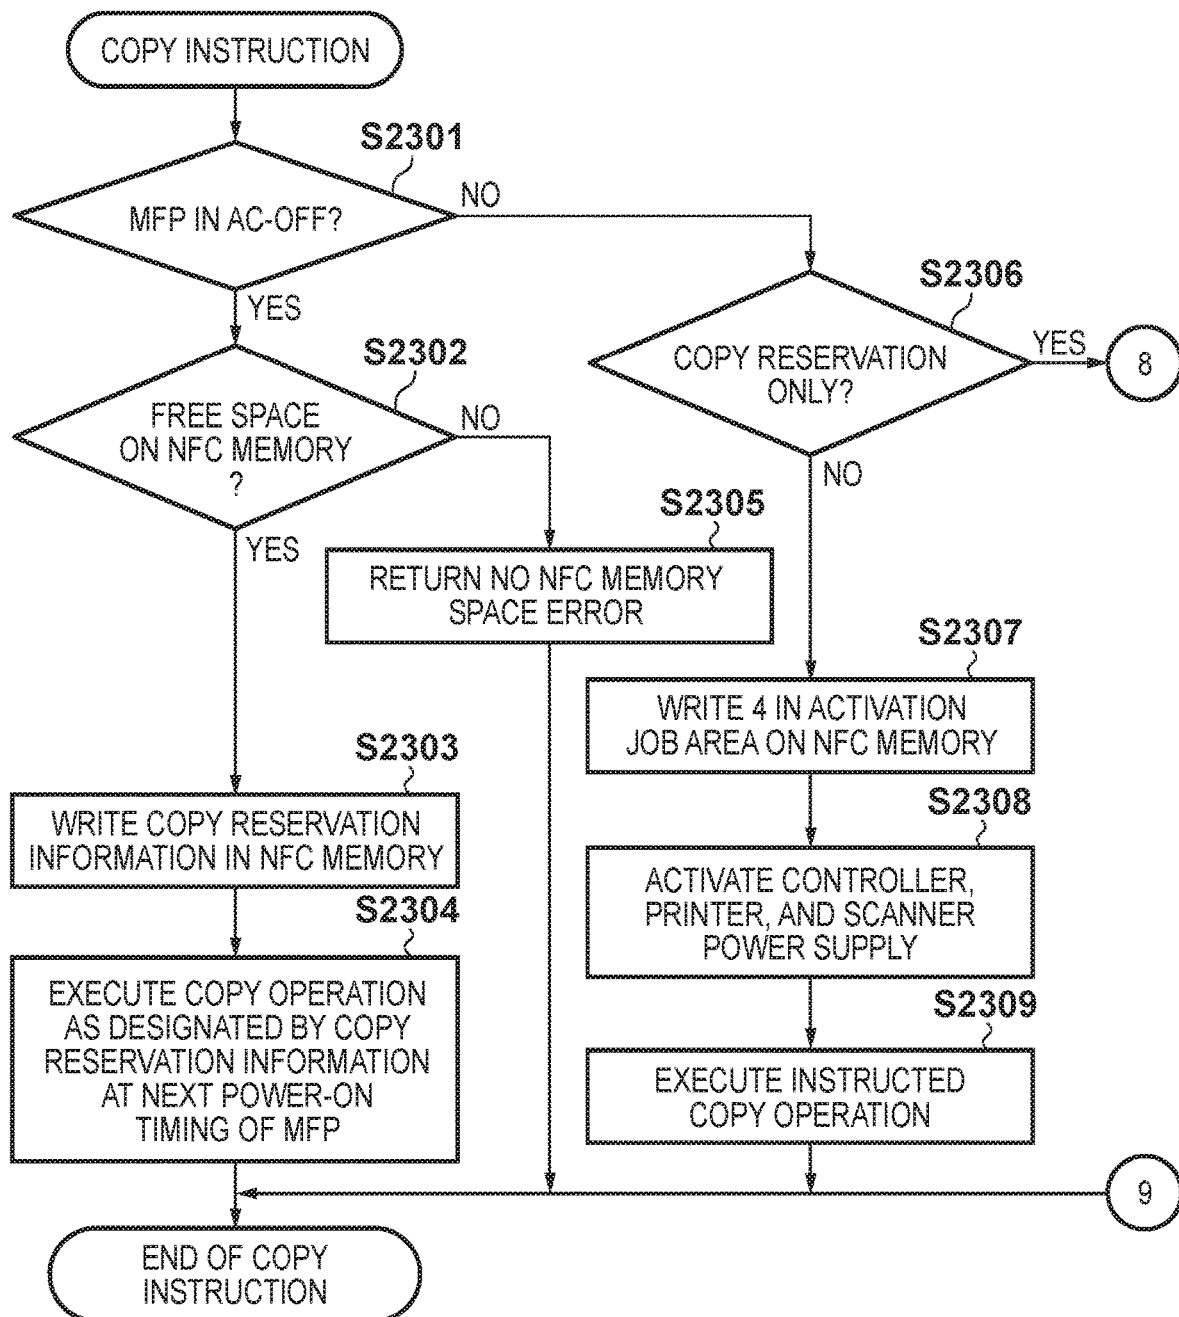 COPY INSTRUCTION
S2301
MFP IN AC-OFF?
NO
YES
S2306
COPY RESERVATION
ONLY?
YES
8
NO
S2302
FREE SPACE
ON NFC MEMORY
?
NO
YES
S2305
RETURN NO NFC MEMORY
SPACE ERROR
S2307
WRITE 4 IN ACTIVATION
JOB AREA ON NFC MEMORY
S2303
WRITE COPY RESERVATION
INFORMATION IN NFC MEMORY
S2308
ACTIVATE CONTROLLER,
PRINTER, AND SCANNER
POWER SUPPLY
S2304
EXECUTE COPY OPERATION
AS DESIGNATED BY COPY
RESERVATION INFORMATION
AT NEXT POWER-ON
TIMING OF MFP
S2309
EXECUTE INSTRUCTED
COPY OPERATION
9
END OF COPY
INSTRUCTION